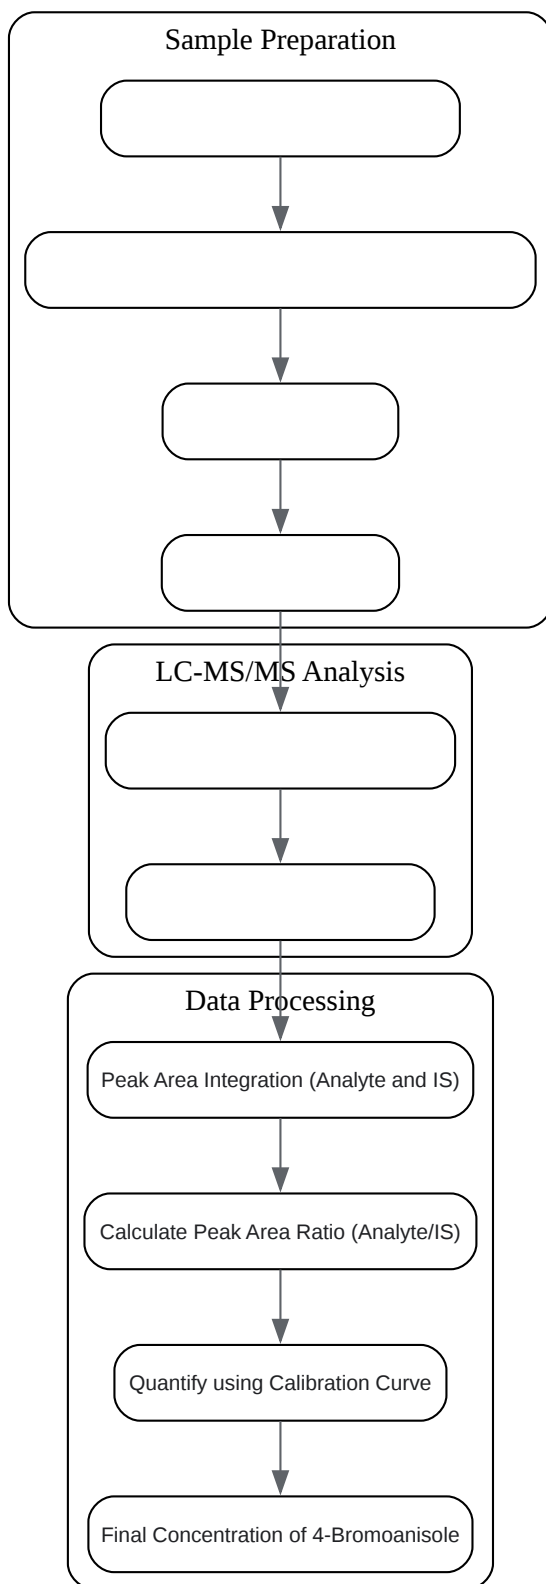 Sample Preparation
LC-MS/MS Analysis
Data Processing
Peak Area Integration (Analyte and IS)
Calculate Peak Area Ratio (Analyte/IS)
Quantify using Calibration Curve
Final Concentration of 4-Bromoanisole